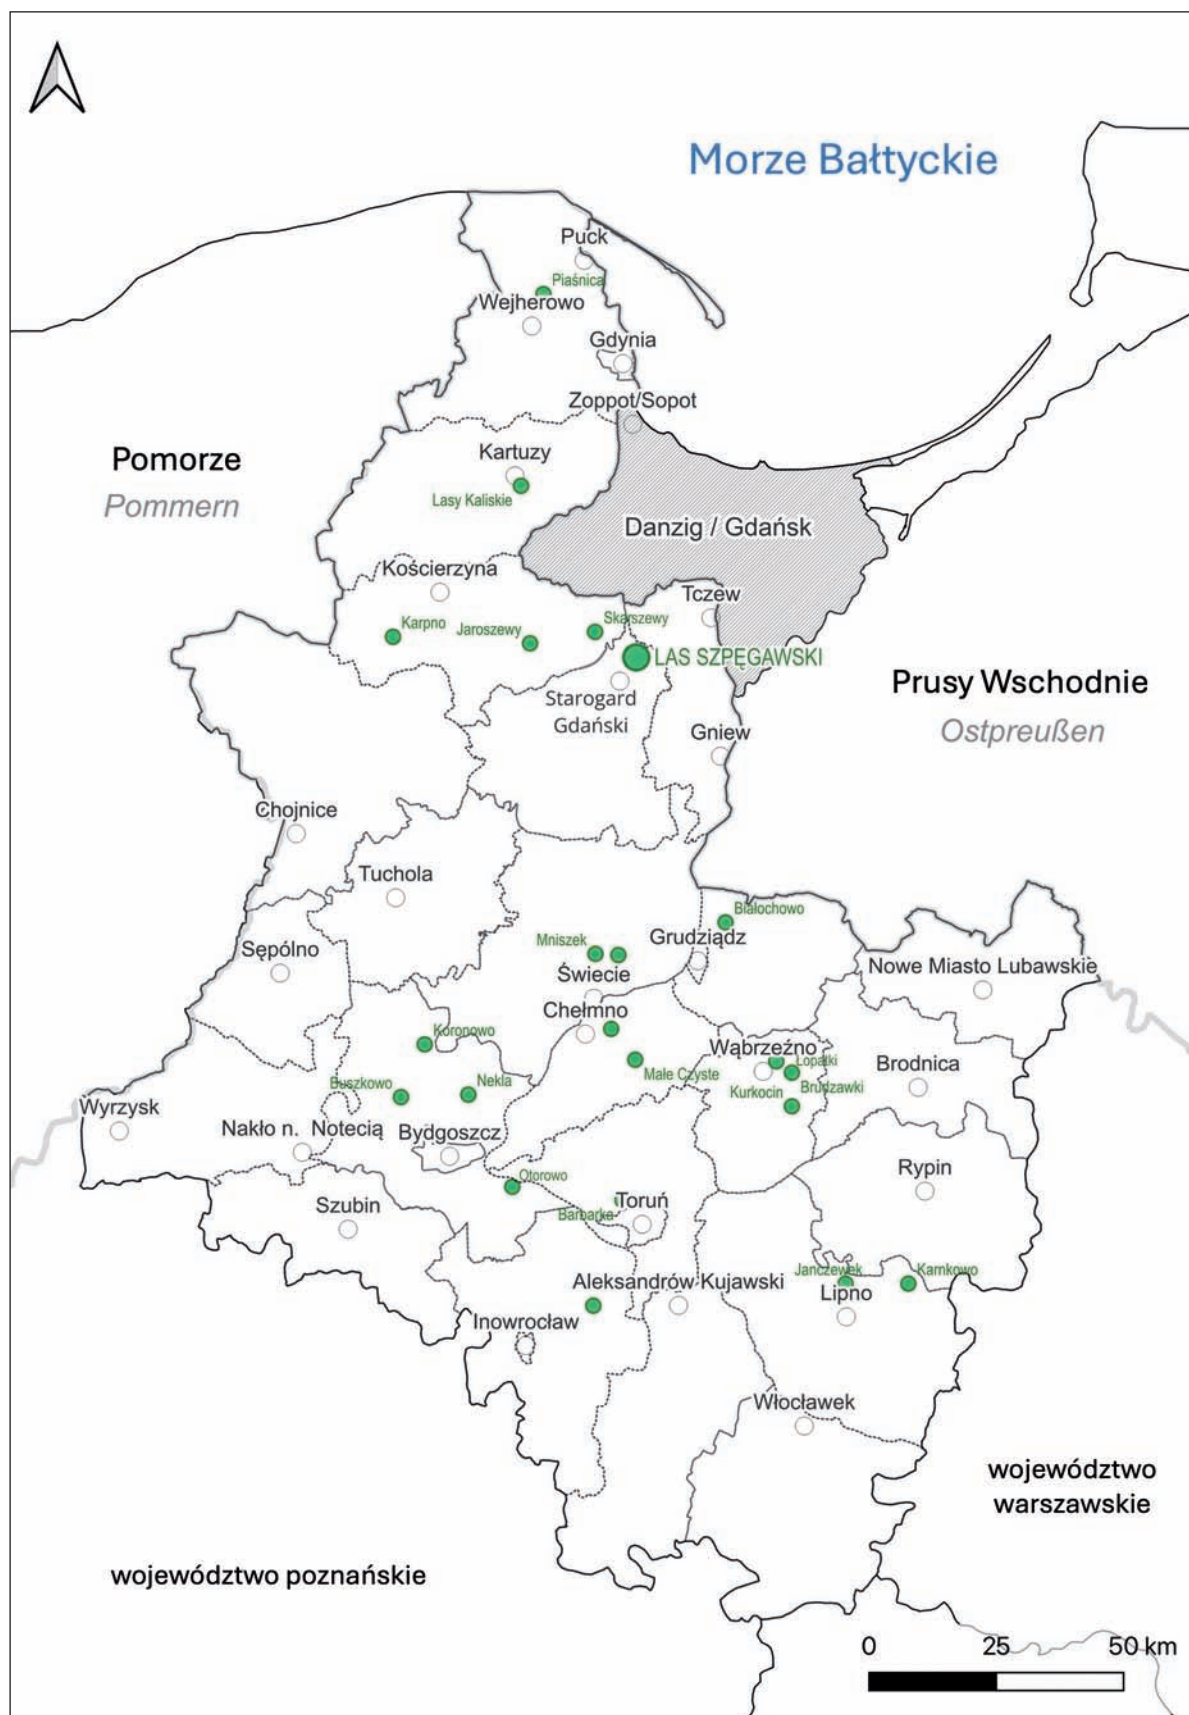 Morze Bałtyckie
Puck
Piaśnica
Wejherowo
Gdynia
Zoppot/Sopot
Pomorze
Pommern
Kartuzy
Lasy Kaliskie
Danzig / Gdańsk
Kościerzyna
Tczew
Karpno
Jaroszewy
Skarszewy
LAS SZPĘGAWSKI
Starogard
Gdański
Prusy Wschodnie
Ostpreußen
Gniew
Chojnice
Tuchola
Białochowo
Mniszek
Grudziądz
Sępólno
Świecie
Nowe Miasto Lubawskie
Chełmno
Koronowo
Wąbrzeźno
Łopatki
Brodnica
Małe Czyste
Buszkowo
Nekla
Kurkocin
Brudzawki
Wyrzysk
Nakło n. Notecią
Bydgoszcz
Rypin
Otorowo
Szubin
Barbarka
Toruń
Janczewek
Karnkowo
Aleksandrów Kujawski
Lipno
Inowrocław
Włocławek
województwo
warszawskie
województwo poznańskie
0 25 50 km